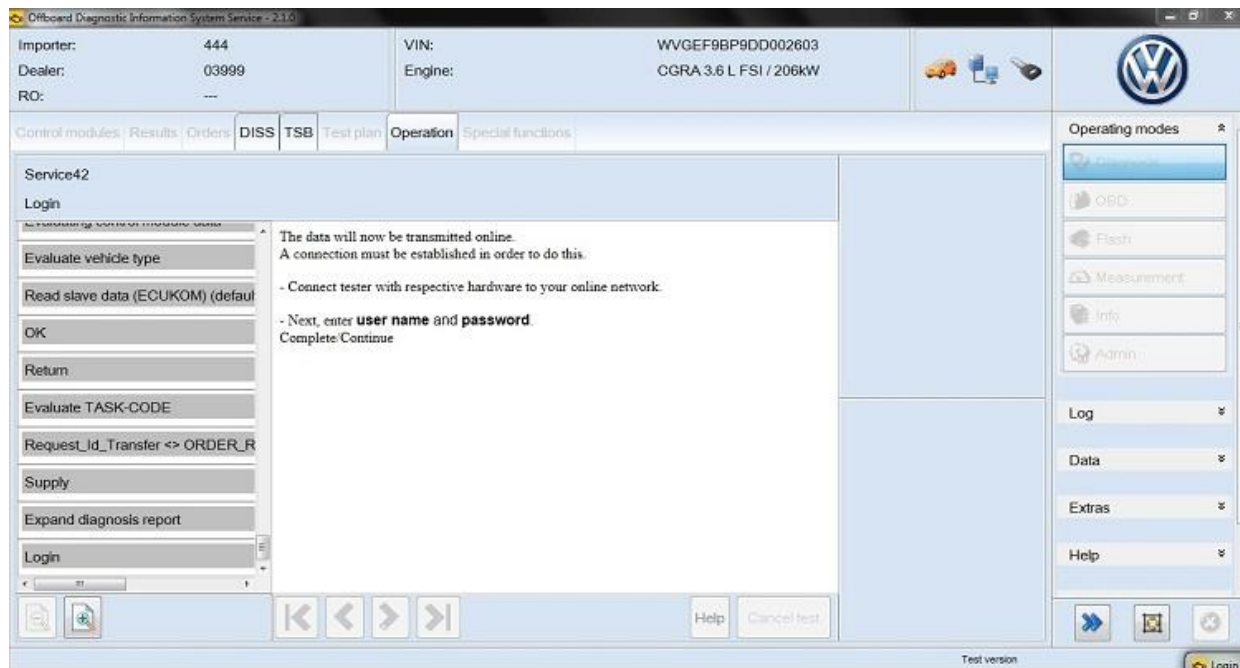 Offboard Diagnostic Information System Service - 2.1.0
Importer: 444
Dealer: 03999
RO: ---
VIN: WVGEF9BP9DD002603
Engine: CGRA 3.6 L FSI / 206kW
Control modules Results Orders DISS TSB Test plan Operation Special functions
Service42
Login
Evaluating control module data
Evaluate vehicle type
Read slave data (ECUKOM) (defaul
OK
Return
Evaluate TASK-CODE
Request_Id_Transfer <> ORDER_R
Supply
Expand diagnosis report
Login
The data will now be transmitted online.
A connection must be established in order to do this.
- Connect tester with respective hardware to your online network.
- Next, enter user name and password.
Complete/Continue
Help Cancel test
Operating modes
Diagnosis
OBD
Flash
Measurement
Info
Admin
Log
Data
Extras
Help
Test version
Login